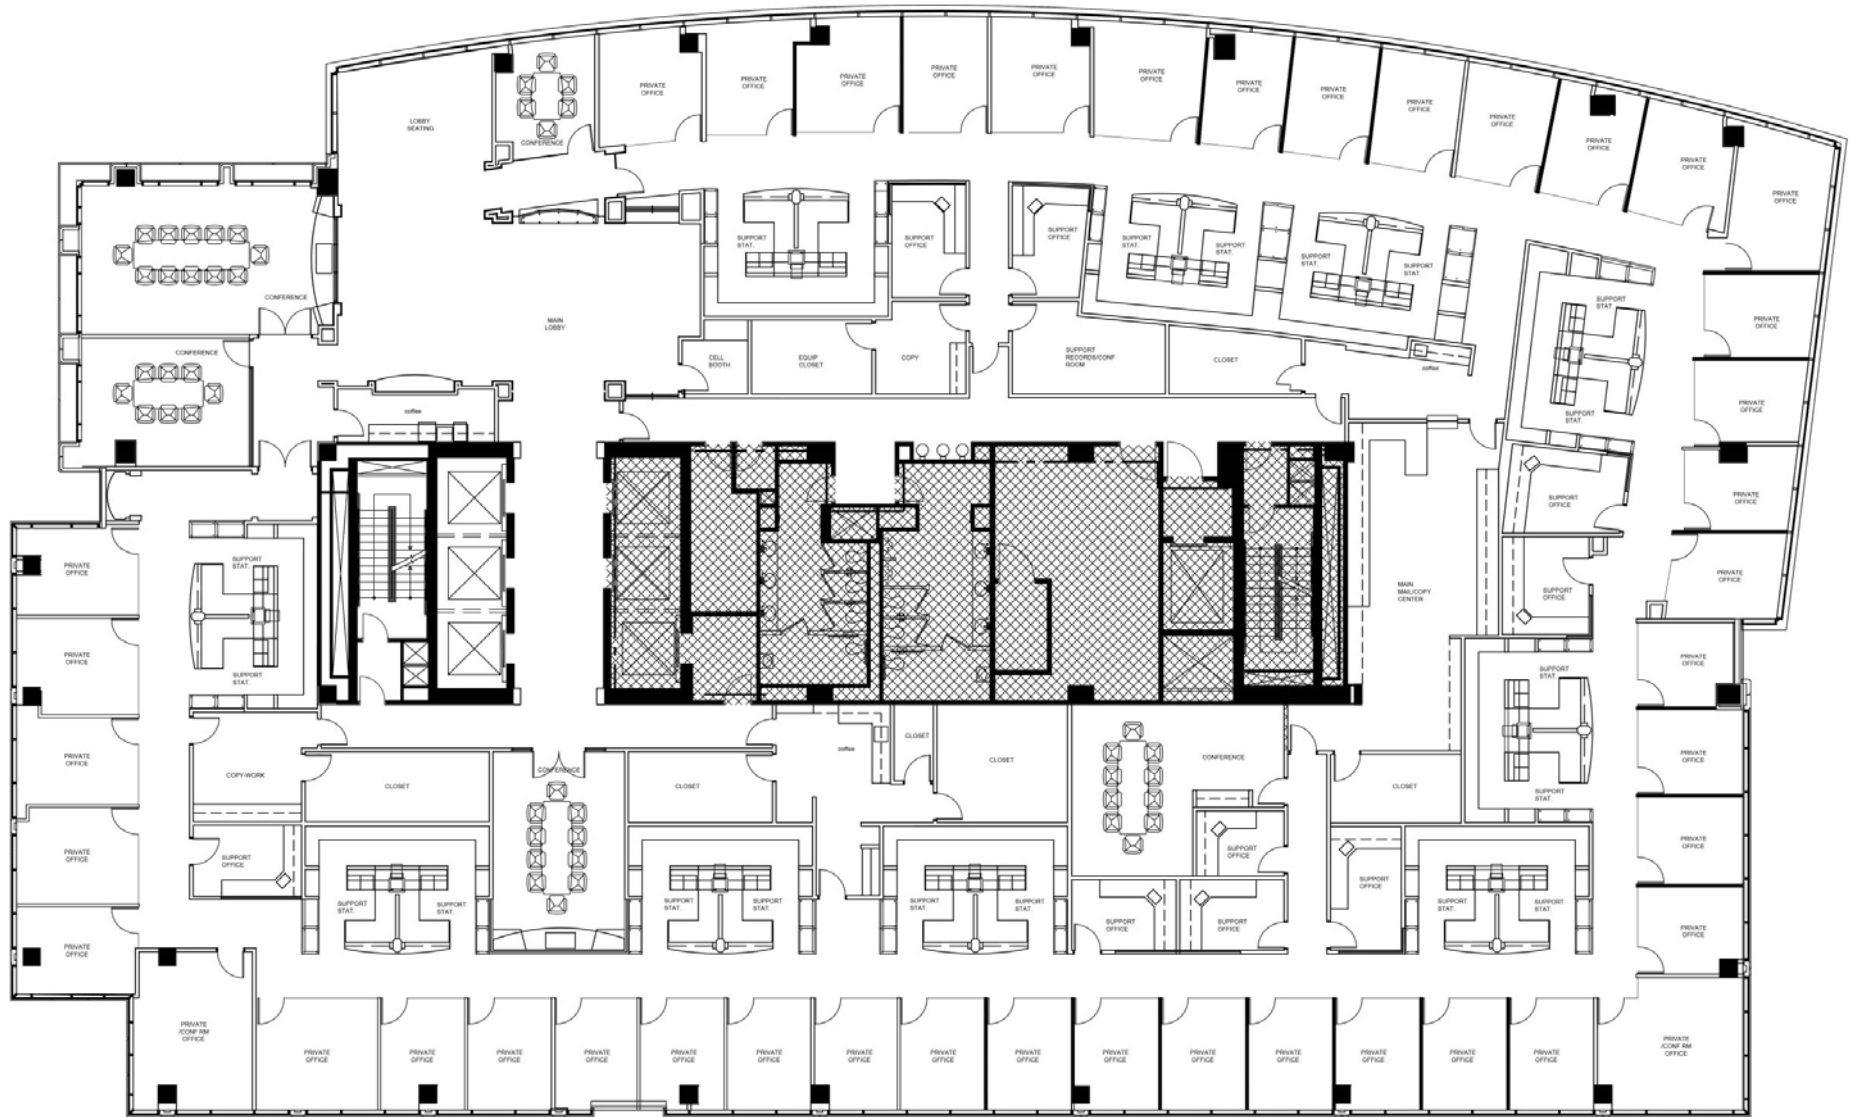 LOBBY
SEATING
CONFERENCE
PRIVATE
OFFICE
PRIVATE
OFFICE
PRIVATE
OFFICE
PRIVATE
OFFICE
PRIVATE
OFFICE
PRIVATE
OFFICE
PRIVATE
OFFICE
PRIVATE
OFFICE
PRIVATE
OFFICE
PRIVATE
OFFICE
PRIVATE
OFFICE
PRIVATE
OFFICE
PRIVATE
OFFICE
CONFERENCE
MAIN
LOBBY
SUPPORT
STAT.
SUPPORT
OFFICE
SUPPORT
OFFICE
SUPPORT
STAT.
SUPPORT
STAT.
SUPPORT
STAT.
SUPPORT
STAT.
SUPPORT
STAT.
PRIVATE
OFFICE
CONFERENCE
CELL
BOOTH
EQUIP
CLOSET
COPY
SUPPORT
RECORDS/CONF
ROOM
CLOSET
coffee
coffee
SUPPORT
STAT.
PRIVATE
OFFICE
PRIVATE
OFFICE
SUPPORT
OFFICE
PRIVATE
OFFICE
SUPPORT
OFFICE
MAIN
MAIL/COPY
CENTER
PRIVATE
OFFICE
SUPPORT
STAT.
PRIVATE
OFFICE
SUPPORT
STAT.
PRIVATE
OFFICE
SUPPORT
STAT.
PRIVATE
OFFICE
SUPPORT
STAT.
PRIVATE
OFFICE
COPY-WORK
CLOSET
CONFERENCE
CLOSET
coffee
CLOSET
CLOSET
CONFERENCE
CLOSET
PRIVATE
OFFICE
PRIVATE
OFFICE
SUPPORT
OFFICE
SUPPORT
OFFICE
SUPPORT
OFFICE
PRIVATE
OFFICE
PRIVATE
OFFICE
SUPPORT
STAT.
SUPPORT
STAT.
SUPPORT
STAT.
SUPPORT
STAT.
SUPPORT
STAT.
SUPPORT
STAT.
SUPPORT
OFFICE
SUPPORT
OFFICE
SUPPORT
STAT.
SUPPORT
STAT.
PRIVATE
OFFICE
PRIVATE
/CONF RM
OFFICE
PRIVATE
OFFICE
PRIVATE
OFFICE
PRIVATE
OFFICE
PRIVATE
OFFICE
PRIVATE
OFFICE
PRIVATE
OFFICE
PRIVATE
OFFICE
PRIVATE
OFFICE
PRIVATE
OFFICE
PRIVATE
OFFICE
PRIVATE
OFFICE
PRIVATE
OFFICE
PRIVATE
OFFICE
PRIVATE
OFFICE
PRIVATE
OFFICE
PRIVATE
/CONF RM
OFFICE